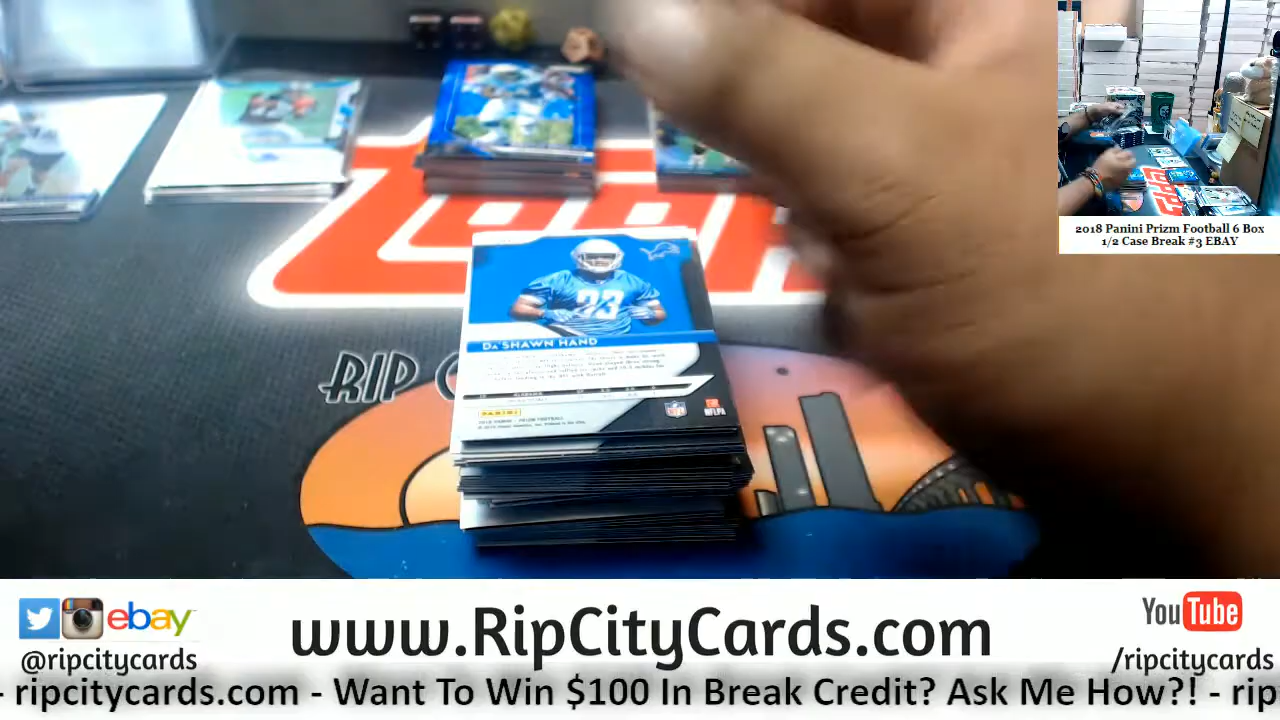 2018 Panini Prizm Football 6 Box
1/2 Case Break #3 EBAY
93
DA'SHAWN HAND
PANINI
NFL
NFLPA
RIP
ebay
@ripcitycards
www.RipCityCards.com
YouTube
/ripcitycards
- ripcitycards.com - Want To Win $100 In Break Credit? Ask Me How?! - rip